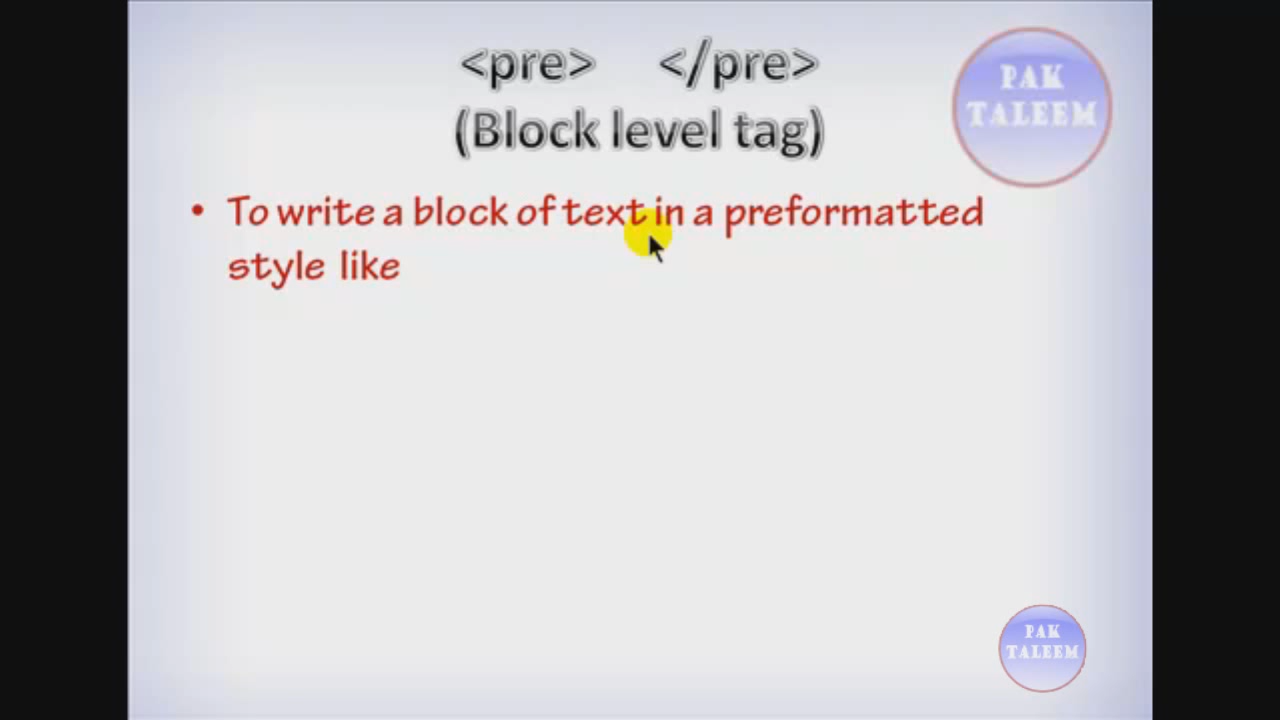 <pre> </pre>
(Block level tag)
PAK
TALEEM
• To write a block of text in a preformatted
style like
PAK
TALEEM